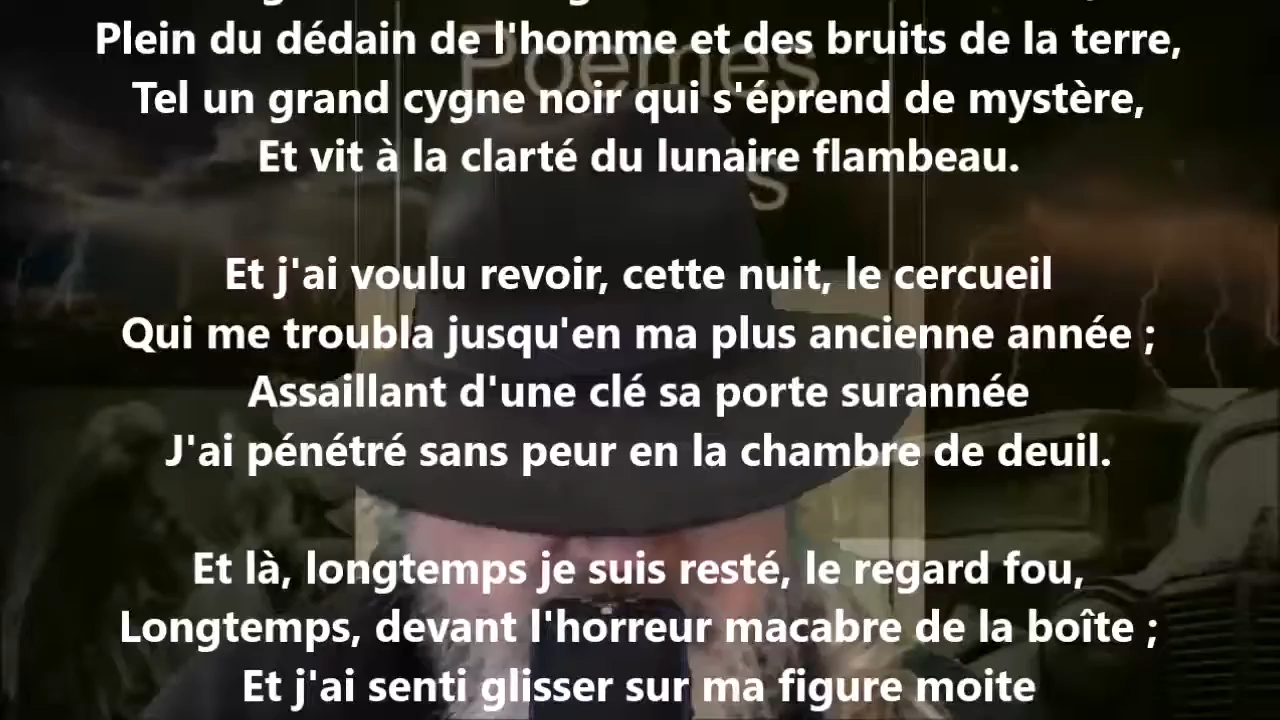 Plein du dédain de l'homme et des bruits de la terre,
Tel un grand cygne noir qui s'éprend de mystère,
Et vit à la clarté du lunaire flambeau.
Et j'ai voulu revoir, cette nuit, le cercueil
Qui me troubla jusqu'en ma plus ancienne année ;
Assaillant d'une clé sa porte surannée
J'ai pénétré sans peur en la chambre de deuil.
Et là, longtemps je suis resté, le regard fou,
Longtemps, devant l'horreur macabre de la boîte ;
Et j'ai senti glisser sur ma figure moite
Poèmes